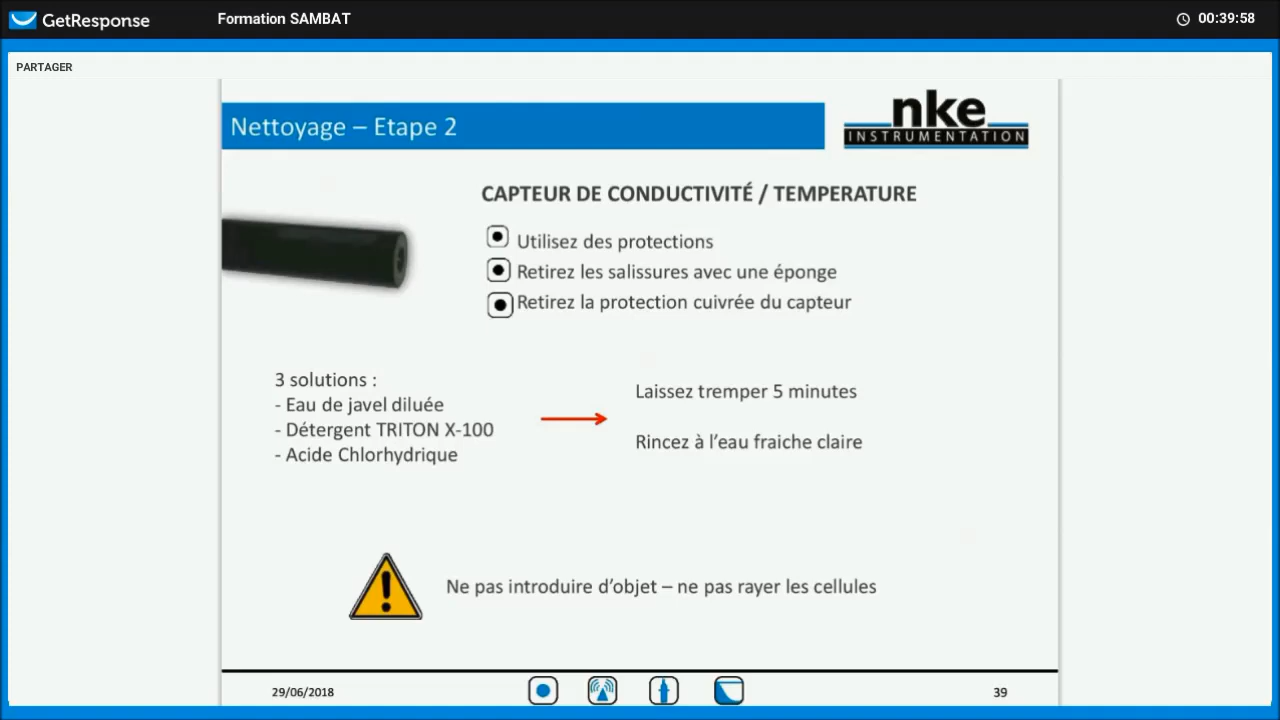 GetResponse
Formation SAMBAT
00:39:58
PARTAGER
Nettoyage – Etape 2
nke
INSTRUMENTATION
CAPTEUR DE CONDUCTIVITÉ / TEMPERATURE
Utilisez des protections
Retirez les salissures avec une éponge
Retirez la protection cuivrée du capteur
3 solutions :
- Eau de javel diluée
- Détergent TRITON X-100
- Acide Chlorhydrique
Laissez tremper 5 minutes
Rincez à l’eau fraiche claire
Ne pas introduire d’objet – ne pas rayer les cellules
29/06/2018
39